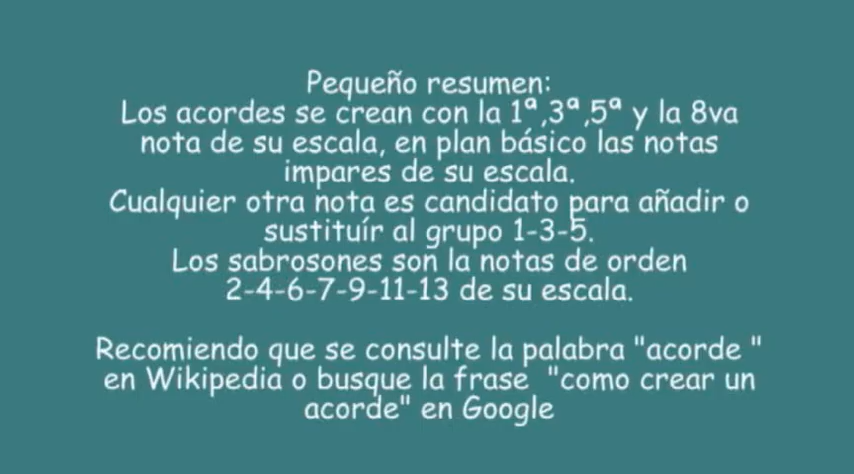 Pequeño resumen:
Los acordes se crean con la 1ª,3ª,5ª y la 8va
nota de su escala, en plan básico las notas
impares de su escala.
Cualquier otra nota es candidato para añadir o
sustituír al grupo 1-3-5.
Los sabrosones son la notas de orden
2-4-6-7-9-11-13 de su escala.
Recomiendo que se consulte la palabra "acorde "
en Wikipedia o busque la frase  "como crear un
acorde" en Google